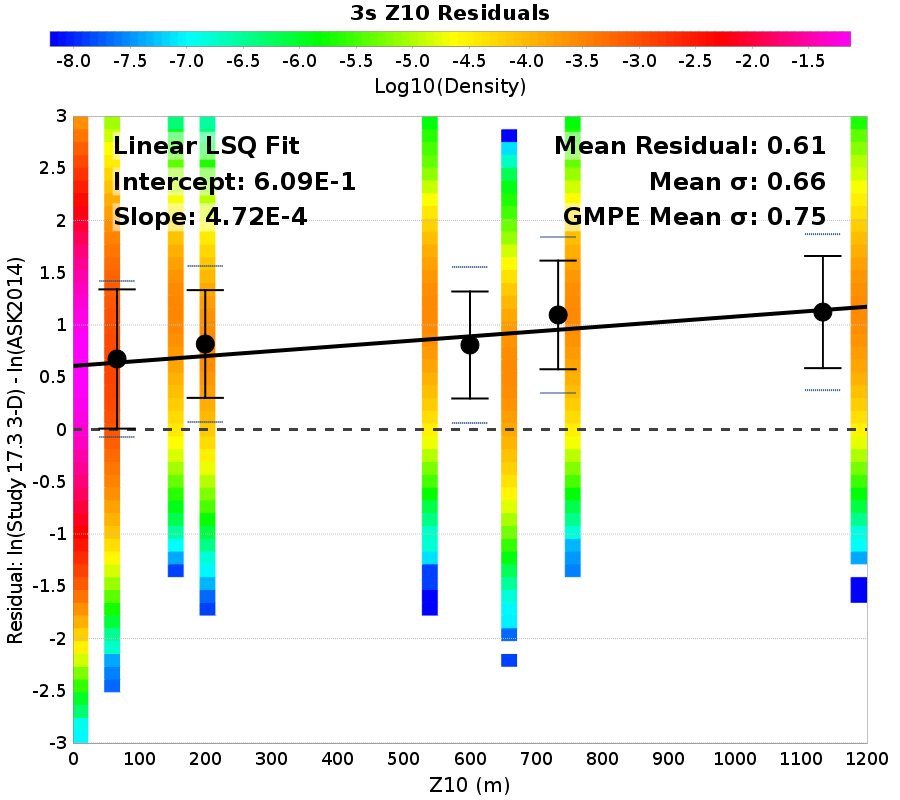 3s Z10 Residuals
-8.0 -7.5 -7.0 -6.5 -6.0 -5.5 -5.0 -4.5 -4.0 -3.5 -3.0 -2.5 -2.0 -1.5
Log10(Density)
Linear LSQ Fit
Intercept: 6.09E-1
Slope: 4.72E-4
Mean Residual: 0.61
Mean σ: 0.66
GMPE Mean σ: 0.75
Residual: ln(Study 17.3 3-D) - ln(ASK2014)
3
2.5
2
1.5
1
0.5
0
-0.5
-1
-1.5
-2
-2.5
-3
0 100 200 300 400 500 600 700 800 900 1000 1100 1200
Z10 (m)